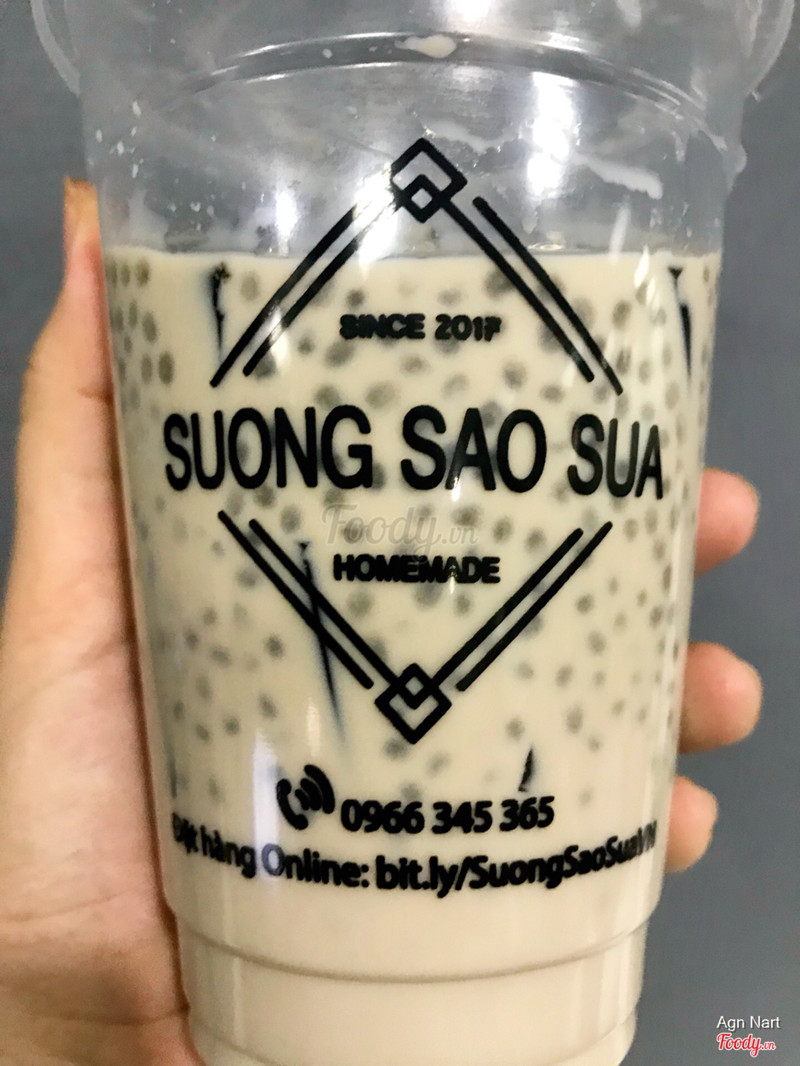 SINCE 2017
SUONG SAO SUA
Foody.vn
HOMEMADE
0966 345 365
Đặt hàng Online: bit.ly/SuongSaoSuaVN
Agn Nart
Foody.vn